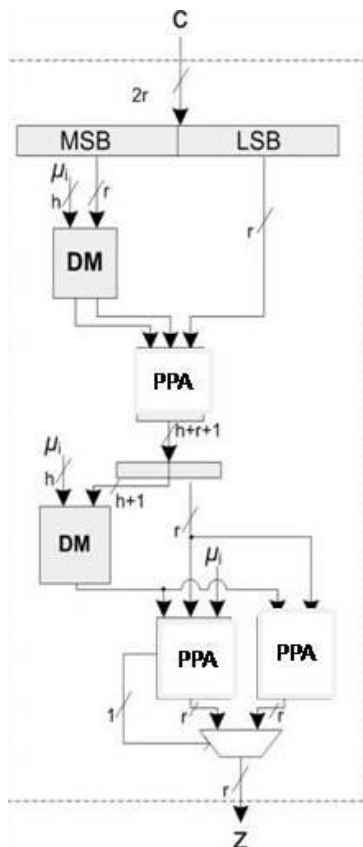 C
2r
MSB LSB
μi
h r r
DM
PPA
h+r+1
μi
h h+1
r
DM
μi
PPA PPA
1
r r
r
Z